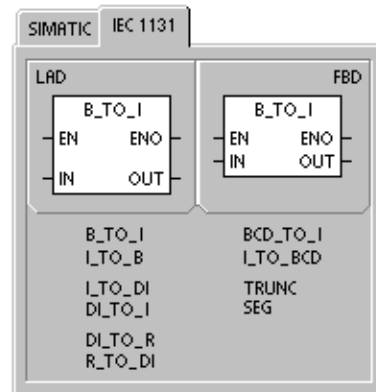 SIMATIC IEC 1131
LAD FBD
B_TO_I B_TO_I
EN ENO EN ENO
IN OUT IN OUT
B_TO_I BCD_TO_I
I_TO_B I_TO_BCD
I_TO_DI TRUNC
DI_TO_I SEG
DI_TO_R
R_TO_DI